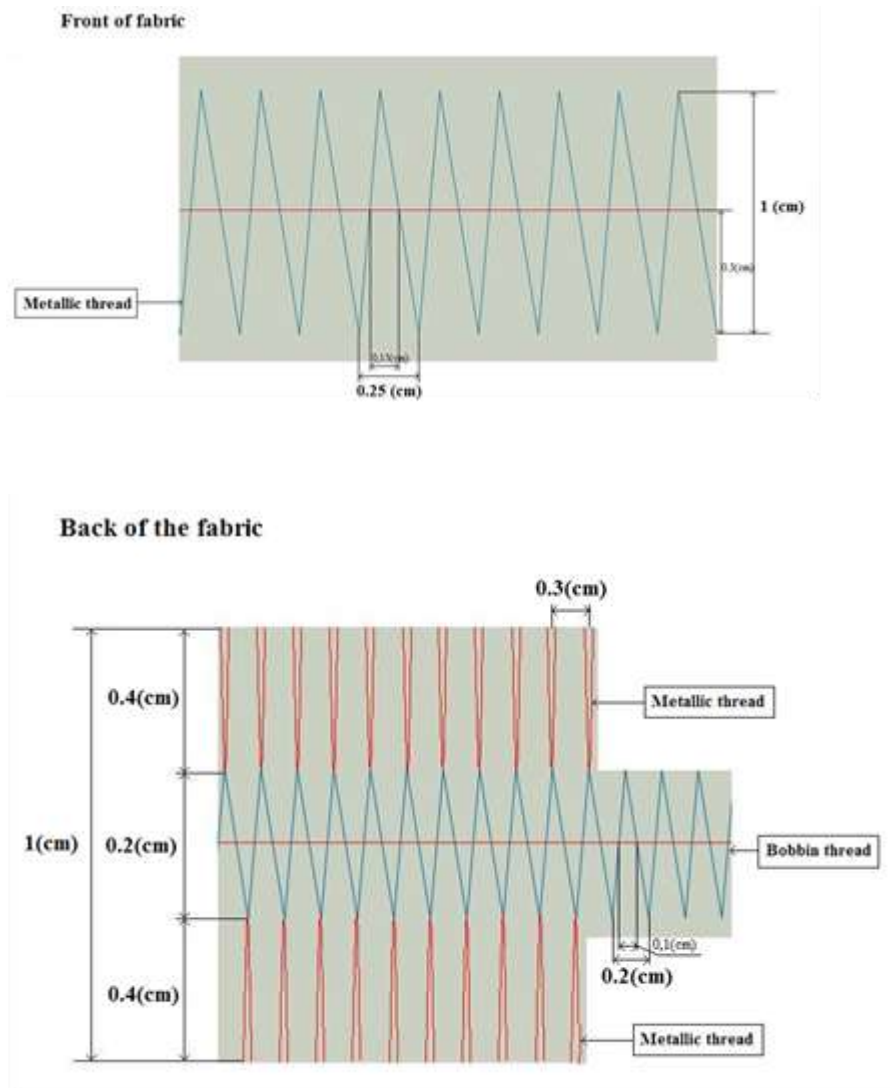 Front of fabric
1 (cm)
Metallic thread
0.25 (cm)
Back of the fabric
0.3(cm)
0.4(cm)
Metallic thread
1(cm)
0.2(cm)
Bobbin thread
0,1(cm)
0.2(cm)
0.4(cm)
Metallic thread